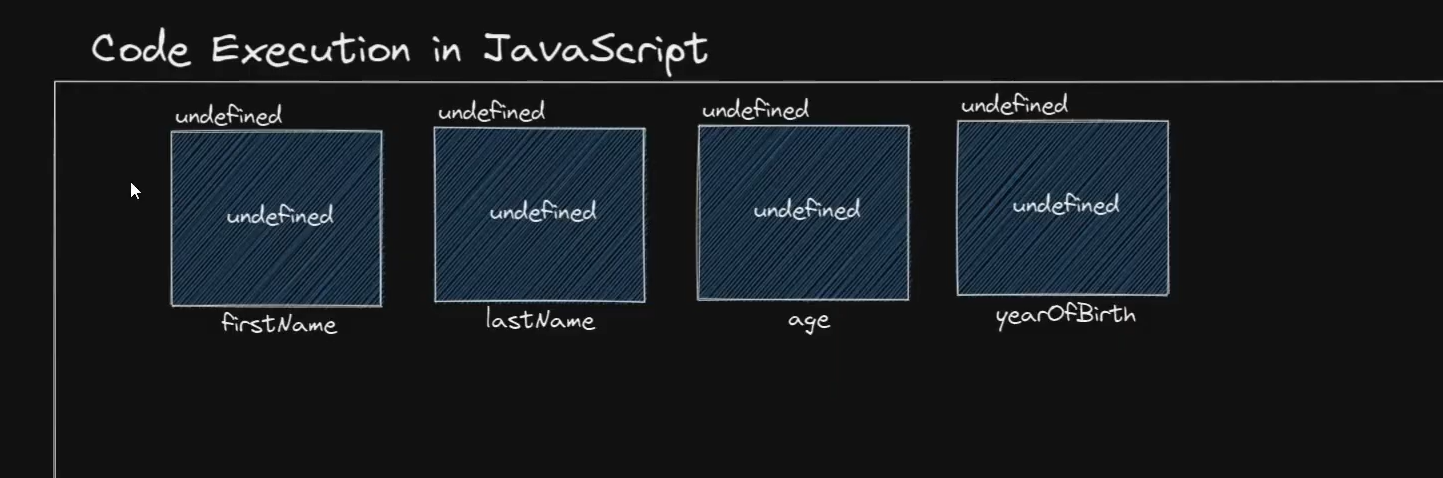 Code Execution in JavaScript
undefined undefined undefined undefined
undefined undefined undefined undefined
firstName lastName age yearOfBirth